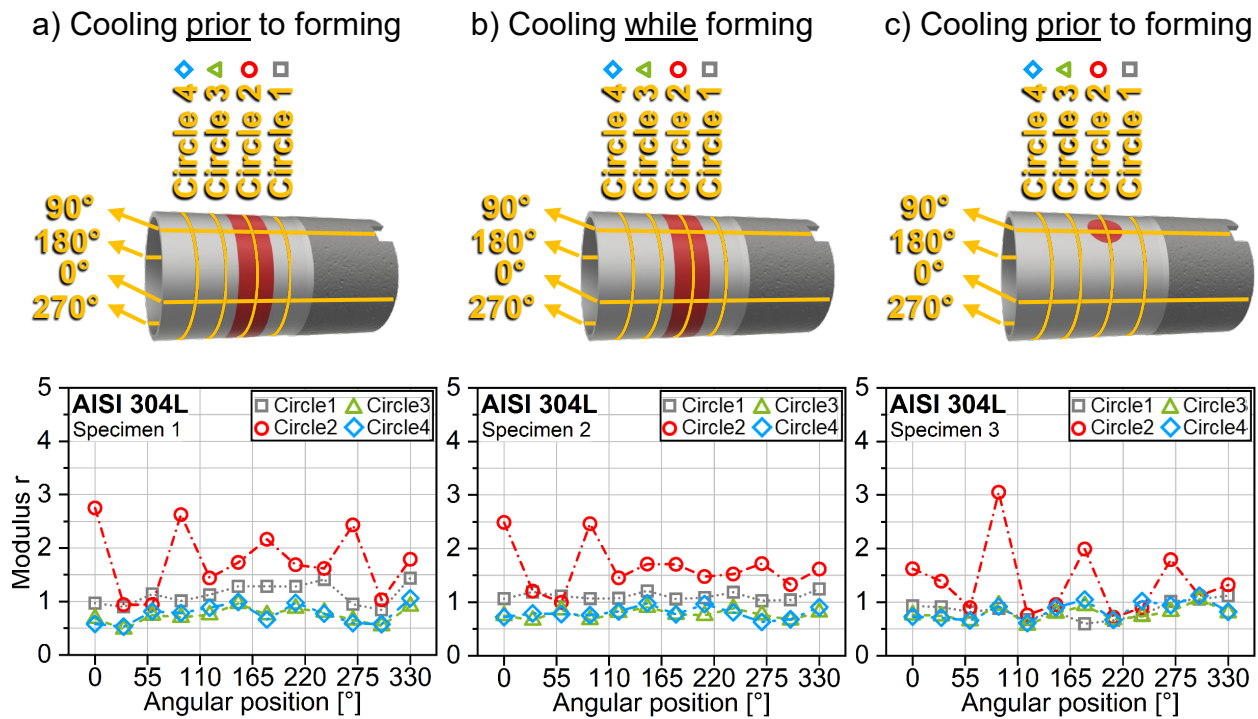 a) Cooling prior to forming
Circle 4
Circle 3
Circle 2
Circle 1
90°
180°
0°
270°
b) Cooling while forming
Circle 4
Circle 3
Circle 2
Circle 1
90°
180°
0°
270°
c) Cooling prior to forming
Circle 4
Circle 3
Circle 2
Circle 1
90°
180°
0°
270°
Modulus r
5
4
3
2
1
0
AISI 304L
Specimen 1
Circle1 Circle3
Circle2 Circle4
0 55 110 165 220 275 330
Angular position [°]
5
4
3
2
1
0
AISI 304L
Specimen 2
Circle1 Circle3
Circle2 Circle4
0 55 110 165 220 275 330
Angular position [°]
5
4
3
2
1
0
AISI 304L
Specimen 3
Circle1 Circle3
Circle2 Circle4
0 55 110 165 220 275 330
Angular position [°]